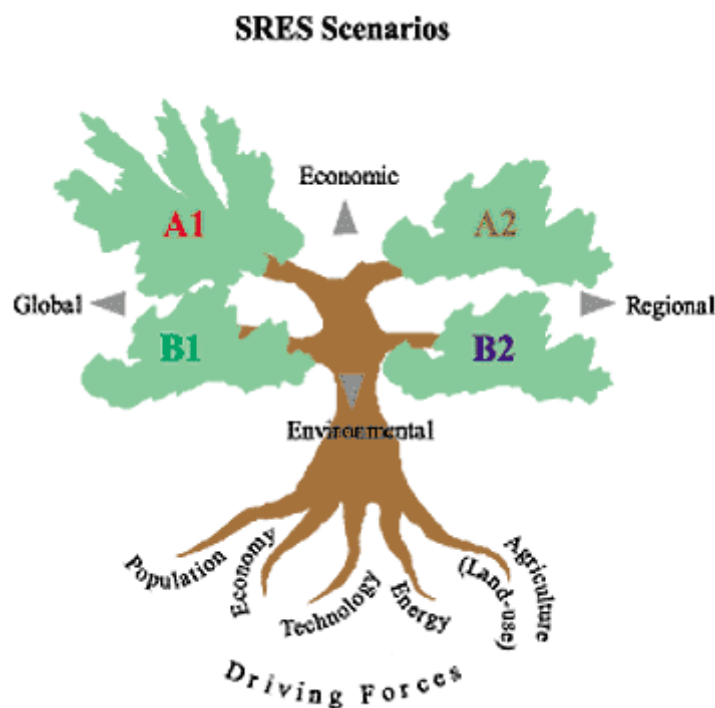 SRES Scenarios
Economic
A1
A2
Global
Regional
B1
B2
Environmental
Population
Economy
Technology
Energy
Agriculture
(Land-use)
Driving Forces